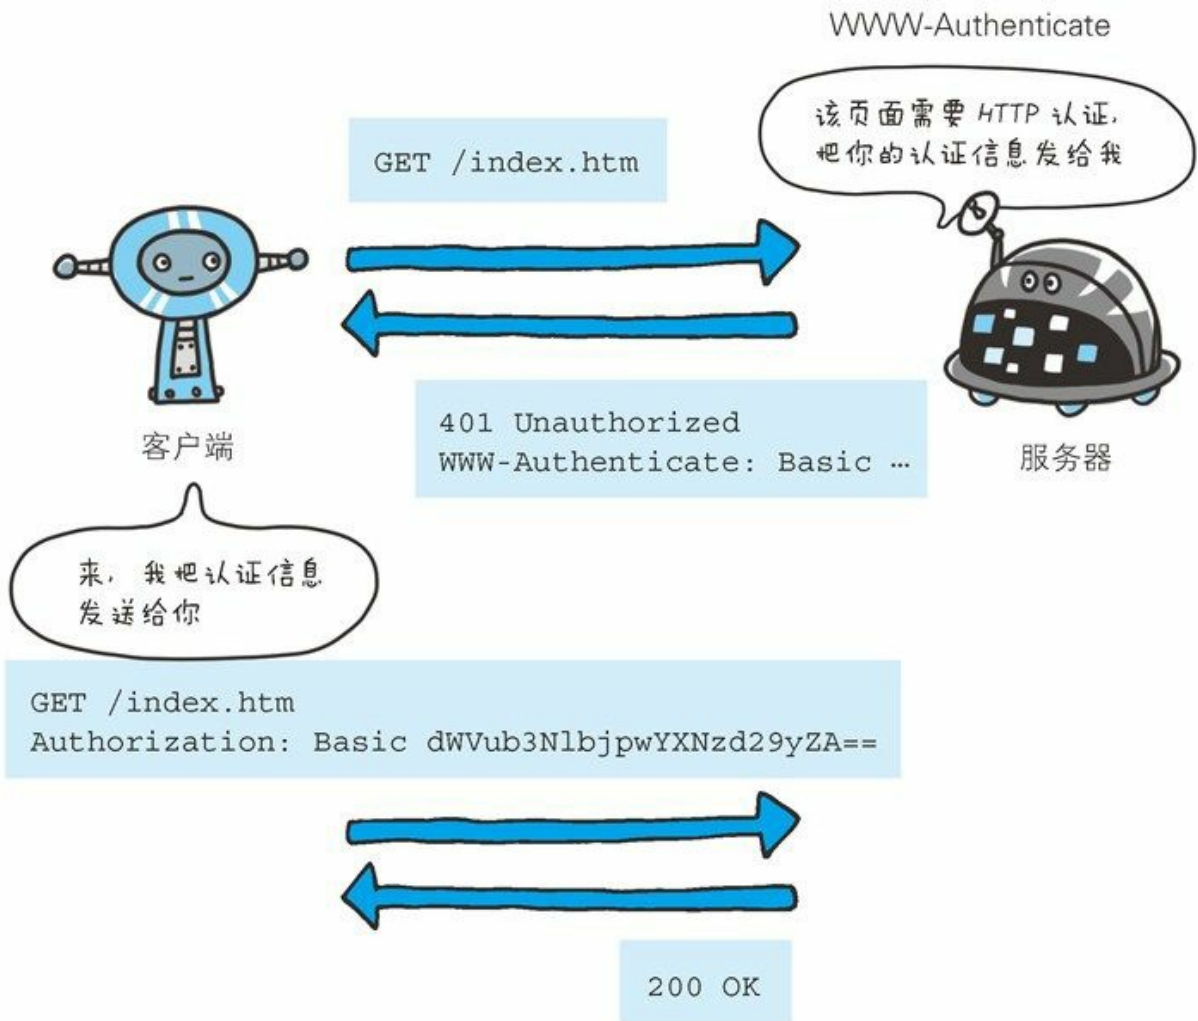 WWW-Authenticate
该页面需要 HTTP 认证,
把你的认证信息发给我
GET /index.htm
401 Unauthorized
WWW-Authenticate: Basic …
客户端
服务器
来, 我把认证信息
发送给你
GET /index.htm
Authorization: Basic dWVub3NlbjpwYXNzd29yZA==
200 OK